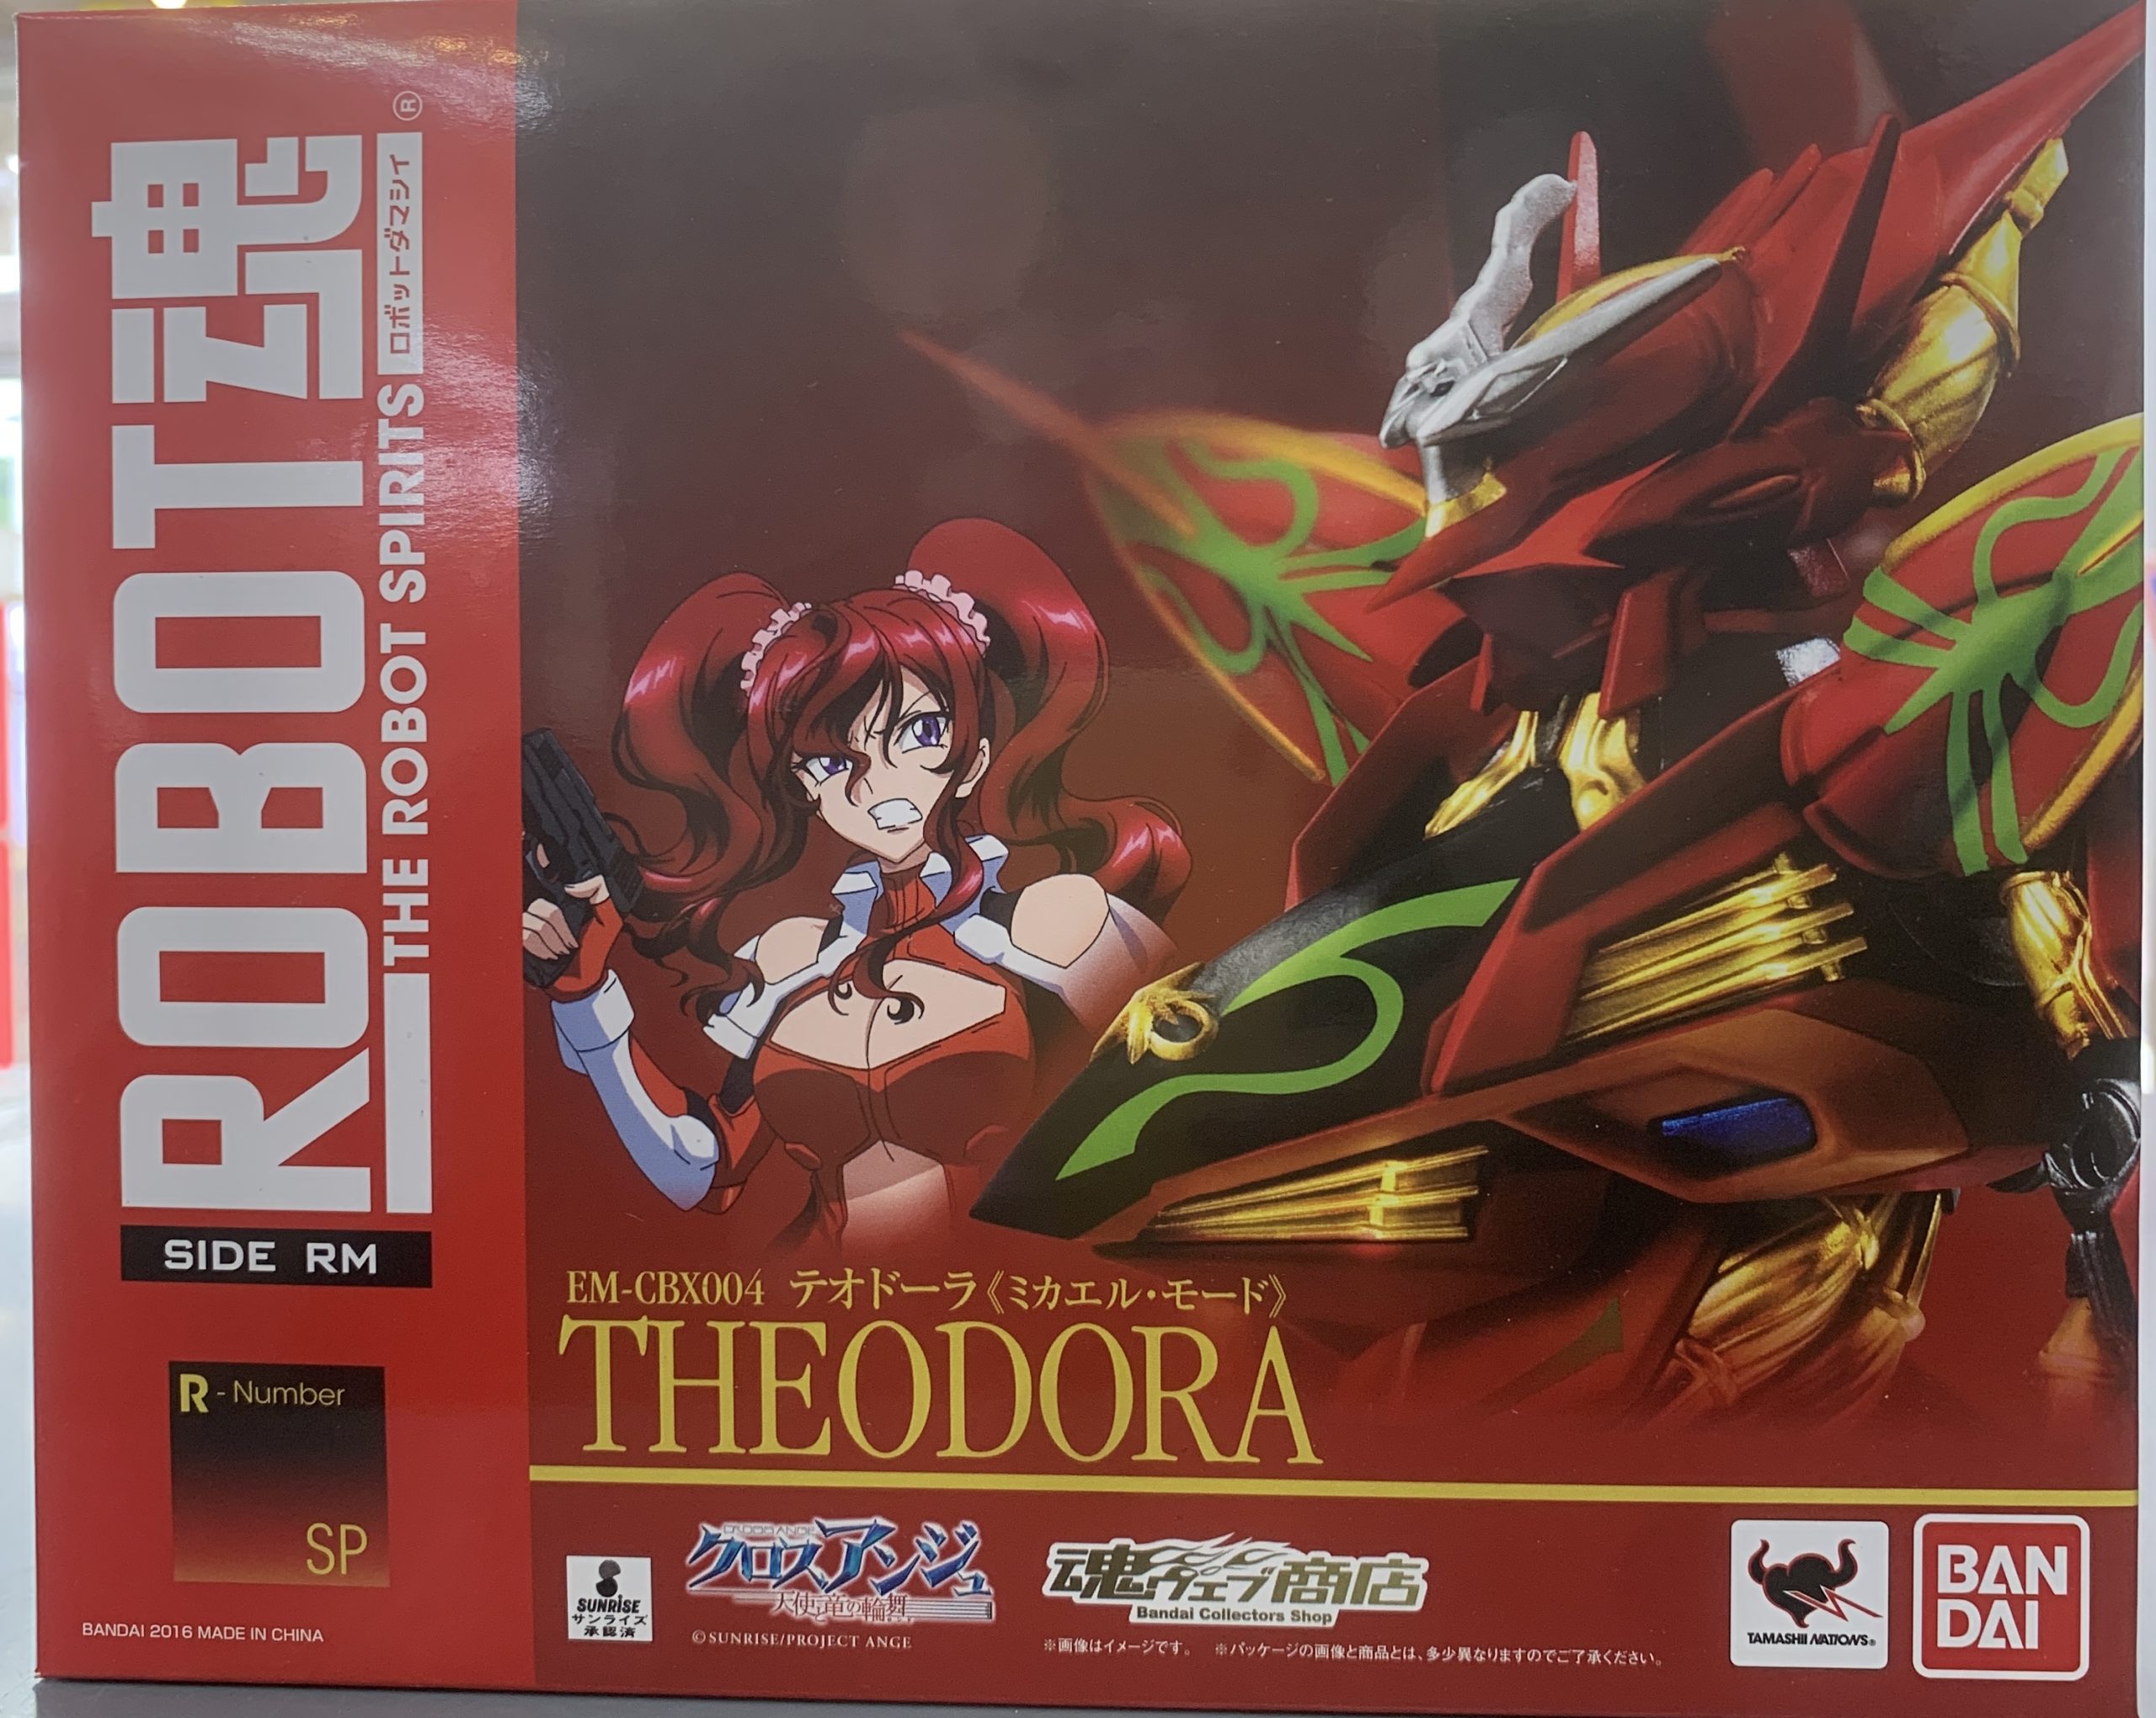 ROBOT魂
®
THE ROBOT SPIRITS
ロボットダマシイ
SIDE RM
R - Number
SP
BANDAI 2016 MADE IN CHINA
EM-CBX004 テオドーラ《ミカエル・モード》
THEODORA
SUNRISE
サンライズ
承認済
CROSS ANGE
クロスアンジュ
天使と竜の輪舞
©SUNRISE/PROJECT ANGE
魂ウェブ商店
Bandai Collectors Shop
※画像はイメージです。 ※パッケージの画像と商品とは、多少異なりますのでご了承ください。
TAMASHII NATIONS®
BAN
DAI